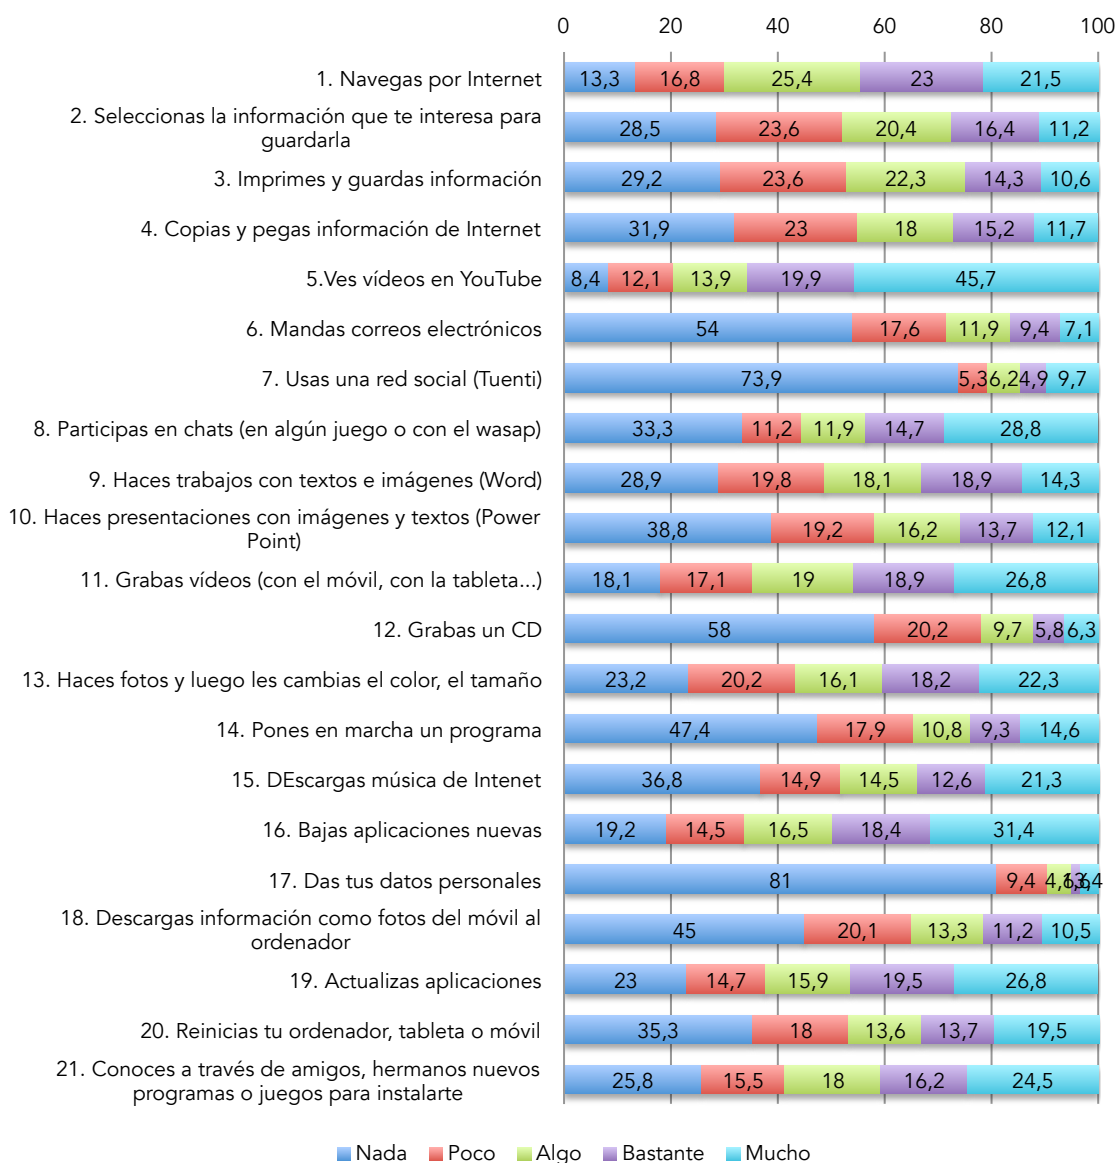 0 20 40 60 80 100
1. Navegas por Internet 13,3 16,8 25,4 23 21,5
2. Seleccionas la información que te interesa para
guardarla 28,5 23,6 20,4 16,4 11,2
3. Imprimes y guardas información 29,2 23,6 22,3 14,3 10,6
4. Copias y pegas información de Internet 31,9 23 18 15,2 11,7
5.Ves vídeos en YouTube 8,4 12,1 13,9 19,9 45,7
6. Mandas correos electrónicos 54 17,6 11,9 9,4 7,1
7. Usas una red social (Tuenti) 73,9 5,3 6,2 4,9 9,7
8. Participas en chats (en algún juego o con el wasap) 33,3 11,2 11,9 14,7 28,8
9. Haces trabajos con textos e imágenes (Word) 28,9 19,8 18,1 18,9 14,3
10. Haces presentaciones con imágenes y textos (Power
Point) 38,8 19,2 16,2 13,7 12,1
11. Grabas vídeos (con el móvil, con la tableta...) 18,1 17,1 19 18,9 26,8
12. Grabas un CD 58 20,2 9,7 5,8 6,3
13. Haces fotos y luego les cambias el color, el tamaño 23,2 20,2 16,1 18,2 22,3
14. Pones en marcha un programa 47,4 17,9 10,8 9,3 14,6
15. DEscargas música de Intenet 36,8 14,9 14,5 12,6 21,3
16. Bajas aplicaciones nuevas 19,2 14,5 16,5 18,4 31,4
17. Das tus datos personales 81 9,4
18. Descargas información como fotos del móvil al
ordenador 45 20,1 13,3 11,2 10,5
19. Actualizas aplicaciones 23 14,7 15,9 19,5 26,8
20. Reinicias tu ordenador, tableta o móvil 35,3 18 13,6 13,7 19,5
21. Conoces a través de amigos, hermanos nuevos
programas o juegos para instalarte 25,8 15,5 18 16,2 24,5
Nada Poco Algo Bastante Mucho